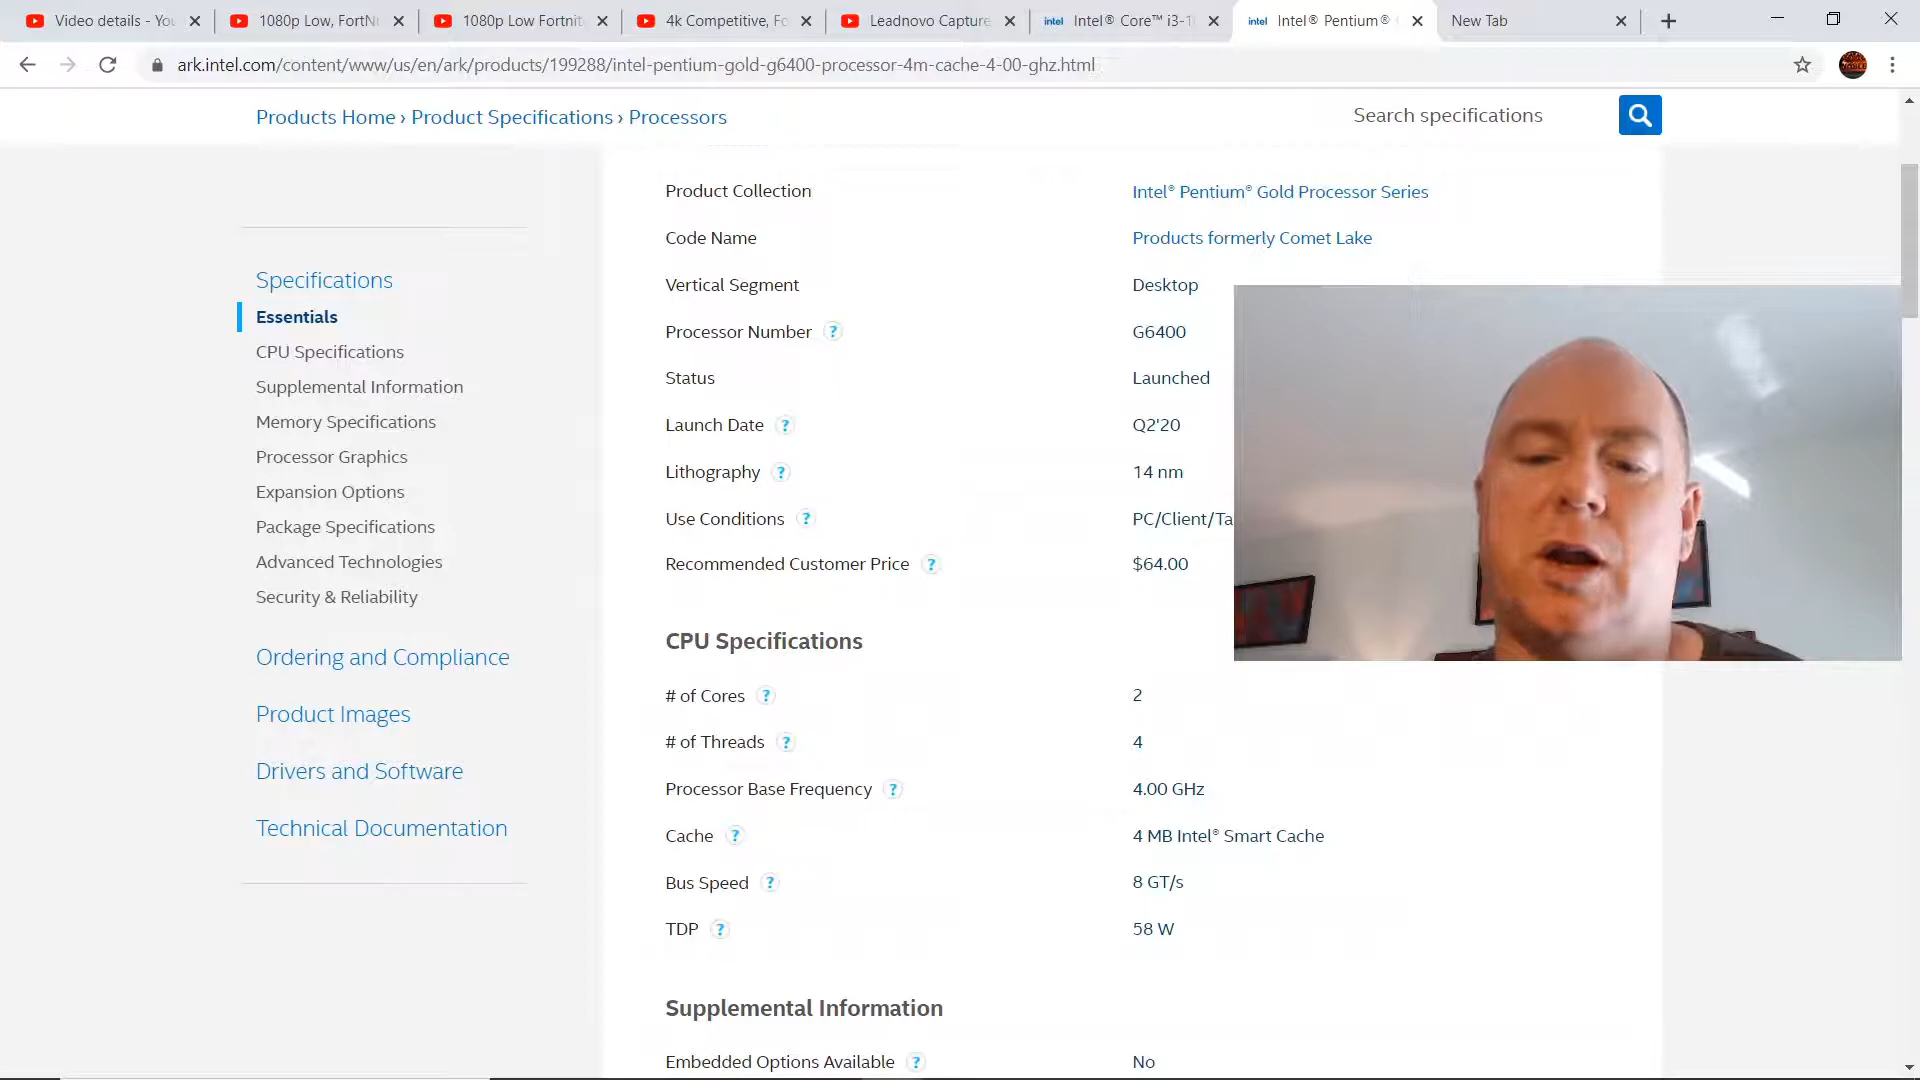 Video details - You
1080p Low, FortN
1080p Low Fortnit
4k Competitive, Fo
Leadnovo Capture
intel Intel® Core™ i3-1
intel Intel® Pentium®
New Tab
ark.intel.com/content/www/us/en/ark/products/199288/intel-pentium-gold-g6400-processor-4m-cache-4-00-ghz.html
Products Home › Product Specifications › Processors
Search specifications
Specifications
Essentials
CPU Specifications
Supplemental Information
Memory Specifications
Processor Graphics
Expansion Options
Package Specifications
Advanced Technologies
Security & Reliability
Ordering and Compliance
Product Images
Drivers and Software
Technical Documentation
Product Collection Intel® Pentium® Gold Processor Series
Code Name Products formerly Comet Lake
Vertical Segment Desktop
Processor Number ? G6400
Status Launched
Launch Date ? Q2'20
Lithography ? 14 nm
Use Conditions ? PC/Client/Ta
Recommended Customer Price ? $64.00
CPU Specifications
# of Cores ? 2
# of Threads ? 4
Processor Base Frequency ? 4.00 GHz
Cache ? 4 MB Intel® Smart Cache
Bus Speed ? 8 GT/s
TDP ? 58 W
Supplemental Information
Embedded Options Available ? No